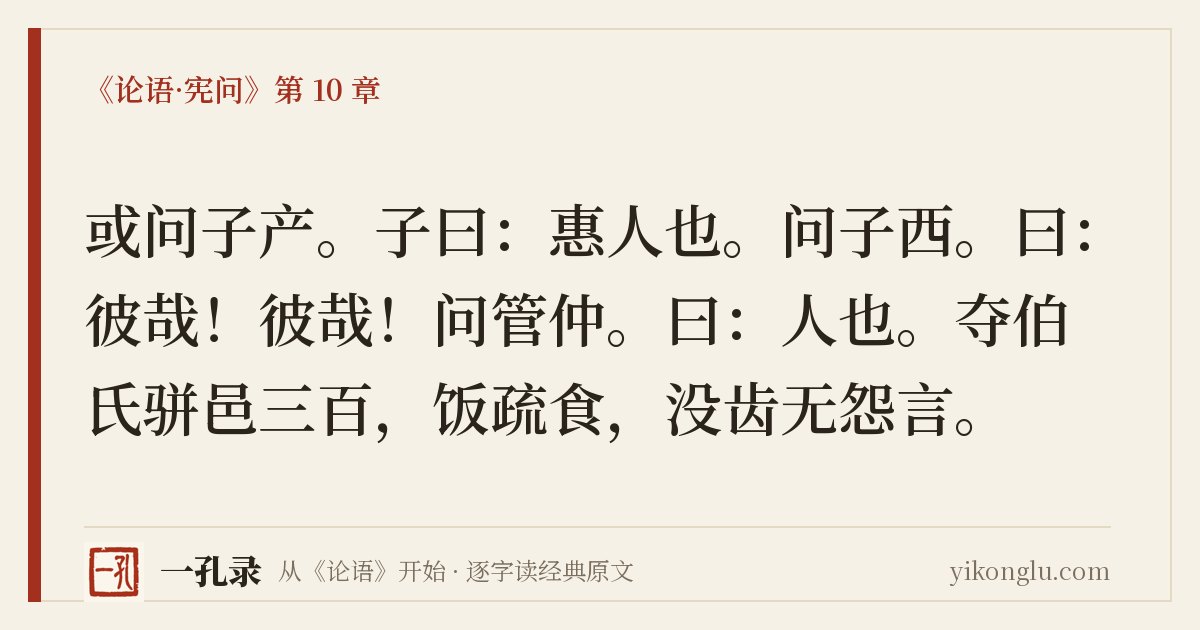 《论语·宪问》第 10 章
或问子产。子曰：惠人也。问子西。曰：
彼哉！彼哉！问管仲。曰：人也。夺伯
氏骈邑三百，饭疏食，没齿无怨言。
一孔
一孔录 从《论语》开始 · 逐字读经典原文 yikonglu.com